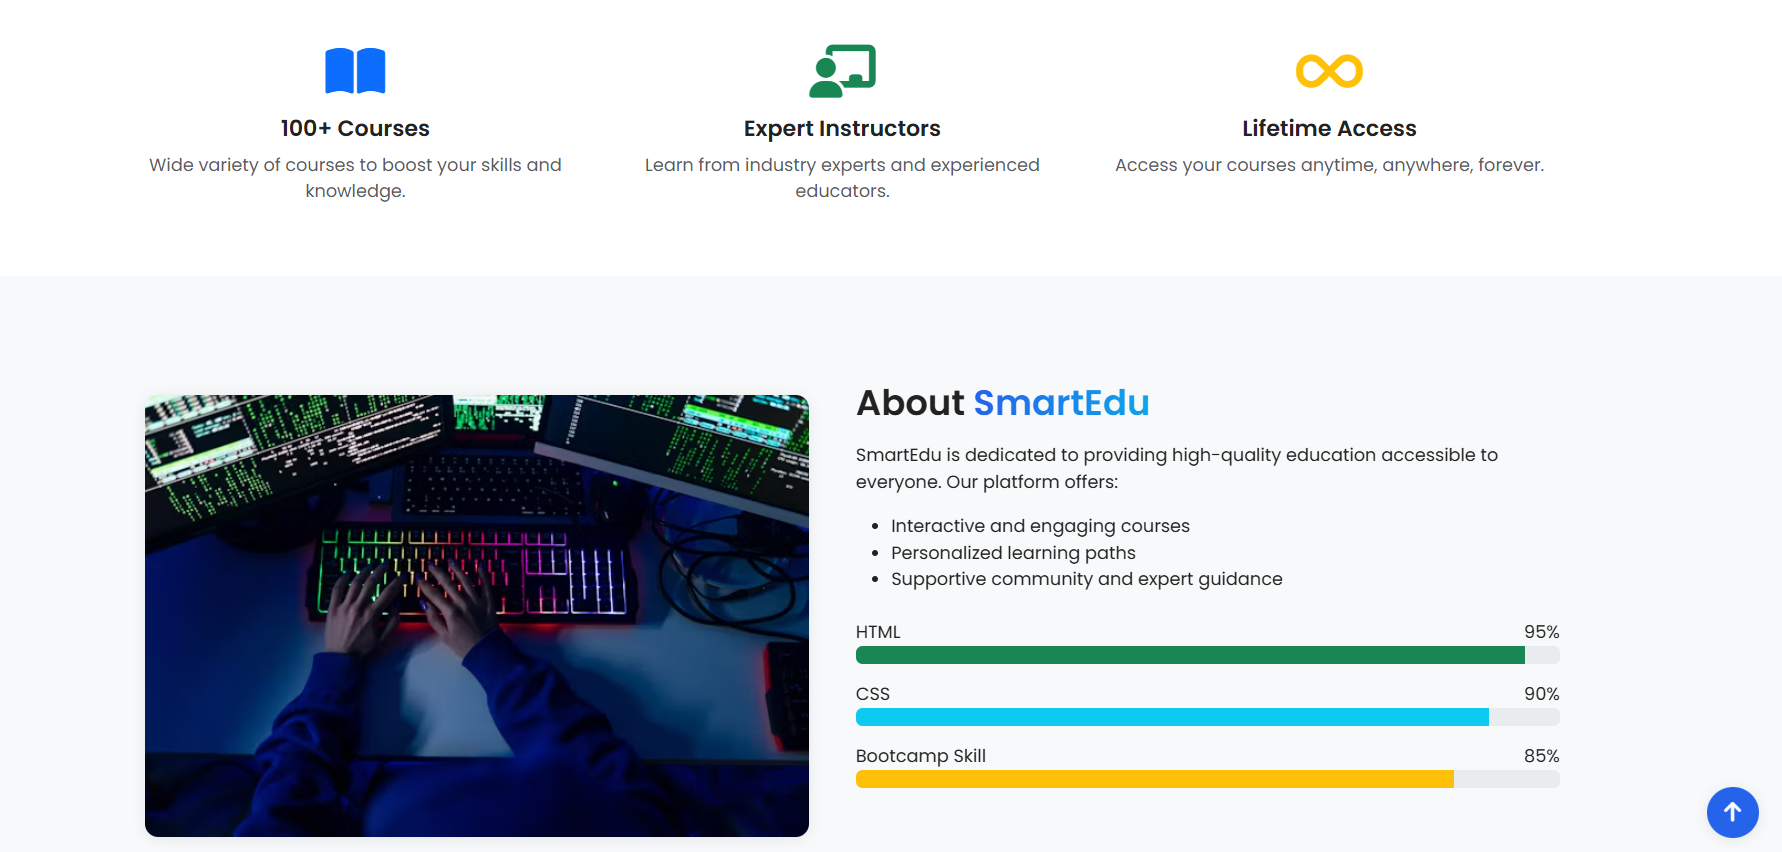 100+ Courses
Wide variety of courses to boost your skills and
knowledge.
Expert Instructors
Learn from industry experts and experienced
educators.
Lifetime Access
Access your courses anytime, anywhere, forever.
About SmartEdu
SmartEdu is dedicated to providing high-quality education accessible to
everyone. Our platform offers:
• Interactive and engaging courses
• Personalized learning paths
• Supportive community and expert guidance
HTML 95%
CSS 90%
Bootcamp Skill 85%